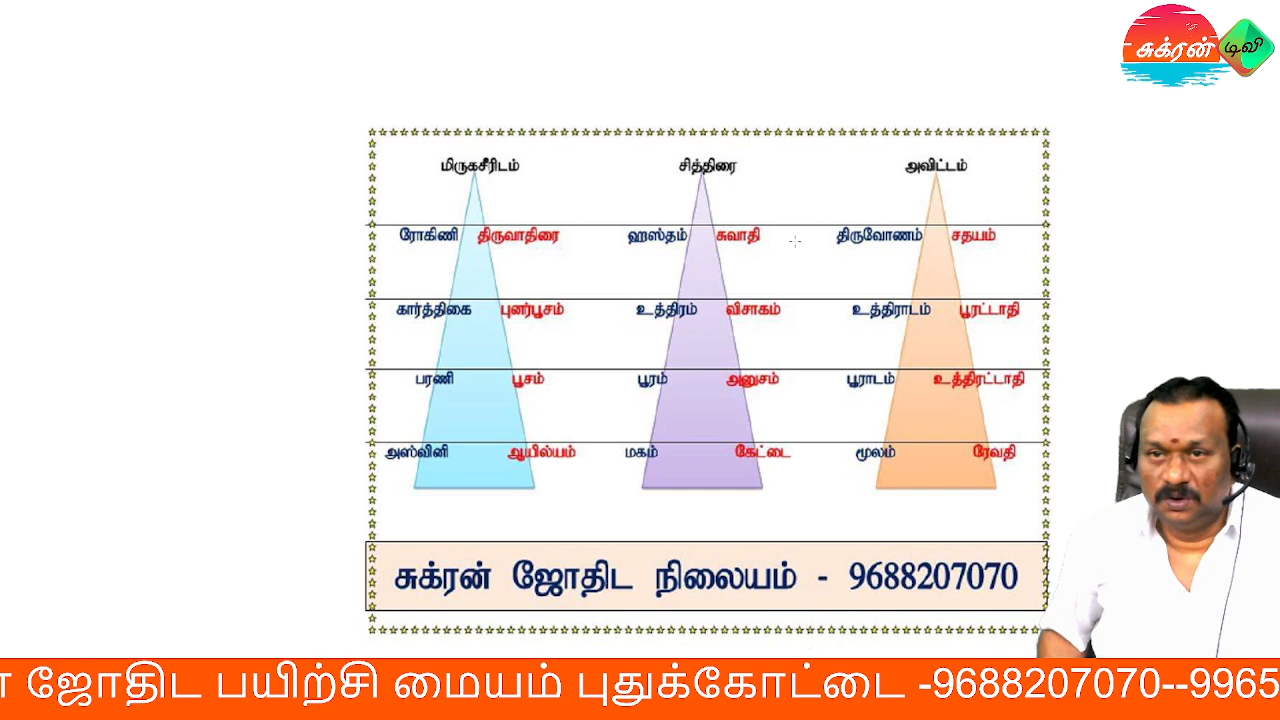 சுக்ரன் டிவி
மிருகசீரிடம் சித்திரை அவிட்டம்
ரோகிணி திருவாதிரை ஹஸ்தம் சுவாதி திருவோணம் சதயம்
கார்த்திகை புனர்பூசம் உத்திரம் விசாகம் உத்திராடம் பூரட்டாதி
பரணி பூசம் பூரம் அனுசம் பூராடம் உத்திரட்டாதி
அஸ்வினி ஆயில்யம் மகம் கேட்டை மூலம் ரேவதி
சுக்ரன் ஜோதிட நிலையம் - 9688207070
ஜோதிட பயிற்சி மையம் புதுக்கோட்டை -9688207070--9965